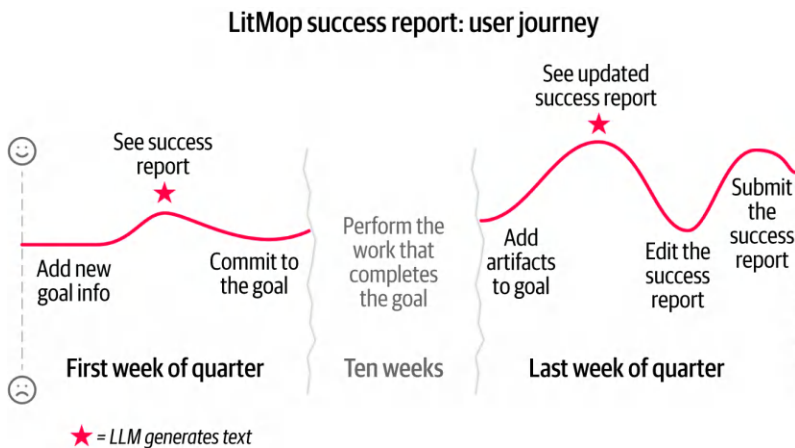 LitMop success report: user journey
See success
report
Add new
goal info
Commit to
the goal
First week of quarter
Perform the
work that
completes
the goal
Ten weeks
See updated
success report
Add
artifacts
to goal
Edit the
success
report
Submit
the
success
report
Last week of quarter
★ = LLM generates text